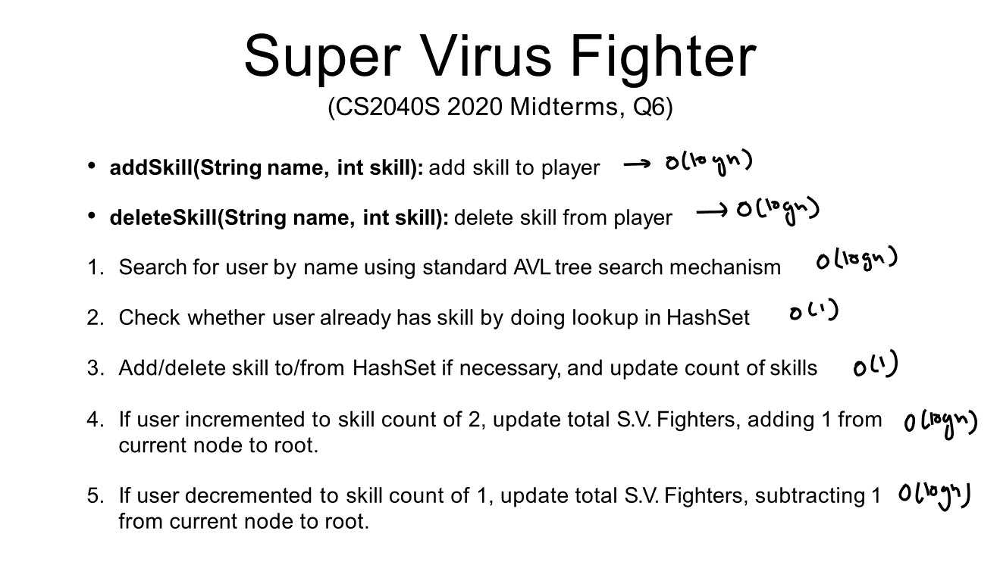 Super Virus Fighter
(CS2040S 2020 Midterms, Q6)
• addSkill(String name, int skill): add skill to player → O(logn)
• deleteSkill(String name, int skill): delete skill from player → O(logn)
1. Search for user by name using standard AVL tree search mechanism O(logn)
2. Check whether user already has skill by doing lookup in HashSet O(1)
3. Add/delete skill to/from HashSet if necessary, and update count of skills O(1)
4. If user incremented to skill count of 2, update total S.V. Fighters, adding 1 from O(logn)
current node to root.
5. If user decremented to skill count of 1, update total S.V. Fighters, subtracting 1 O(logn)
from current node to root.